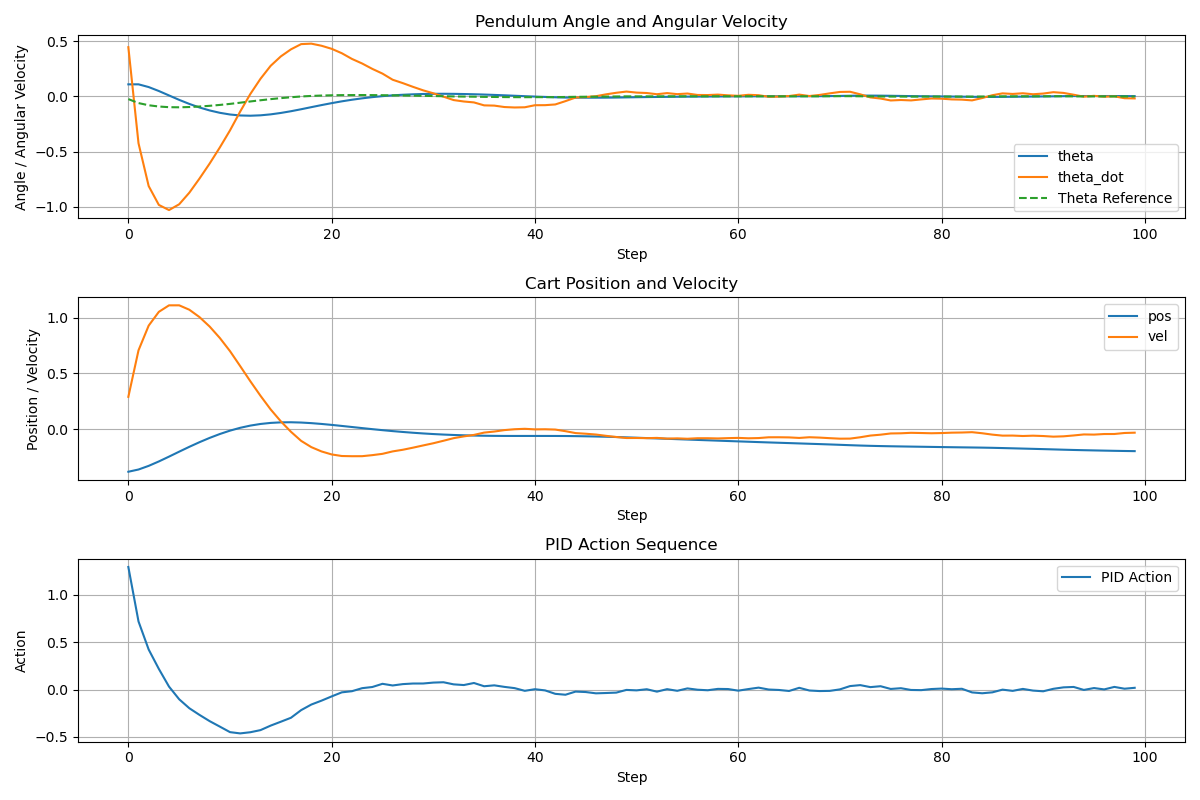 Pendulum Angle and Angular Velocity
Angle / Angular Velocity
0.5
0.0
−0.5
−1.0
theta
theta_dot
Theta Reference
0 20 40 60 80 100
Step
Cart Position and Velocity
Position / Velocity
1.0
0.5
0.0
pos
vel
0 20 40 60 80 100
Step
PID Action Sequence
Action
1.0
0.5
0.0
−0.5
PID Action
0 20 40 60 80 100
Step